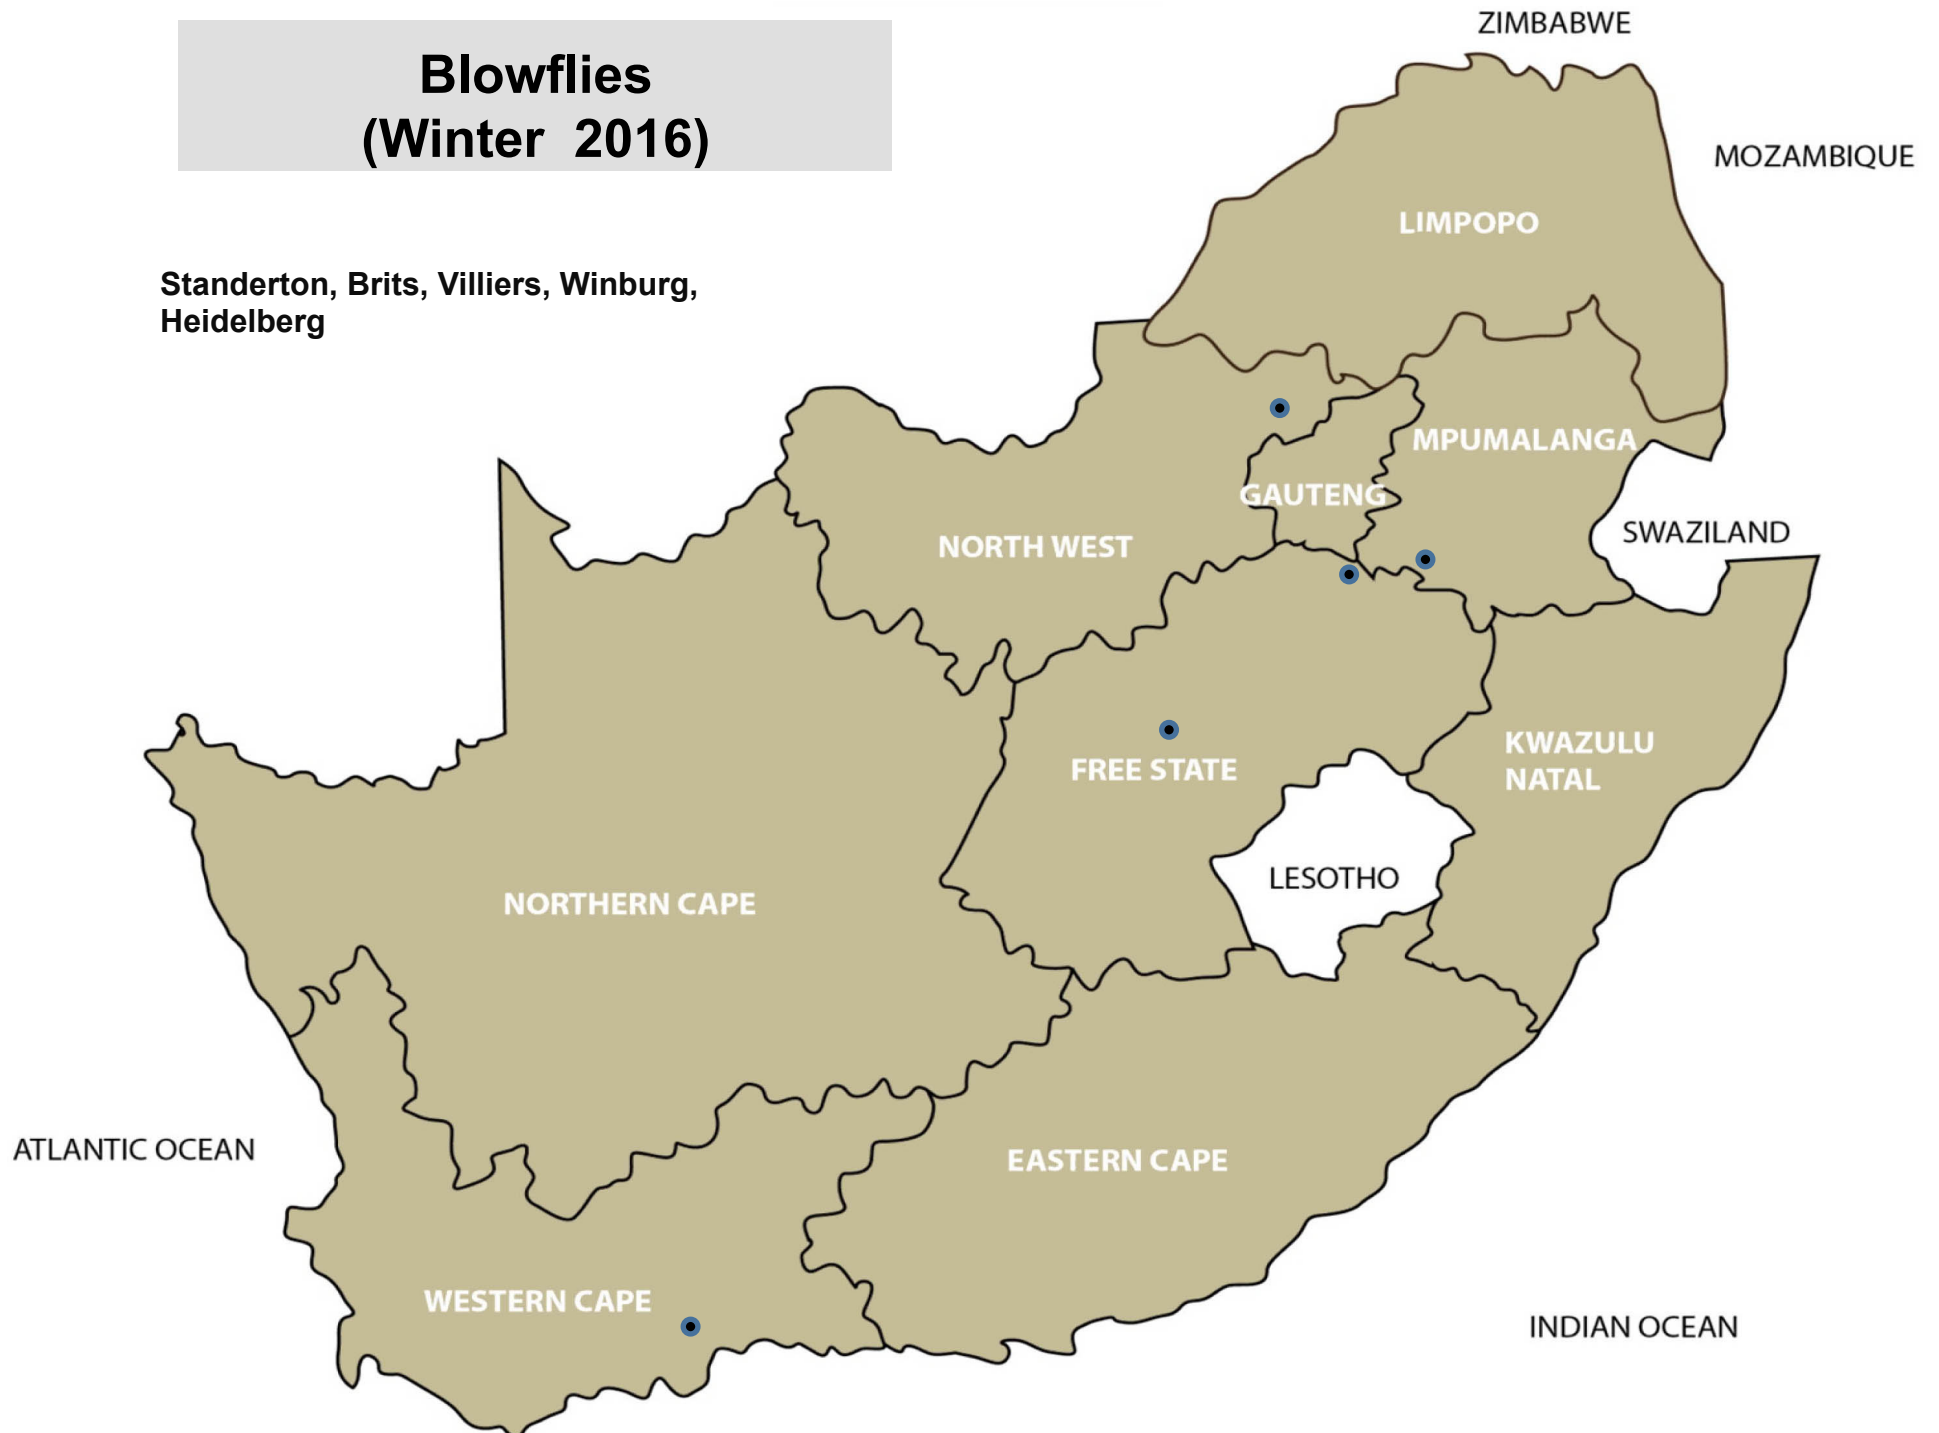 ZIMBABWE
Blowflies
(Winter 2016)
MOZAMBIQUE
LIMPOPO
Standerton, Brits, Villiers, Winburg,
Heidelberg
MPUMALANGA
GAUTENG
SWAZILAND
NORTH WEST
KWAZULU
NATAL
FREE STATE
LESOTHO
NORTHERN CAPE
ATLANTIC OCEAN
EASTERN CAPE
WESTERN CAPE
INDIAN OCEAN